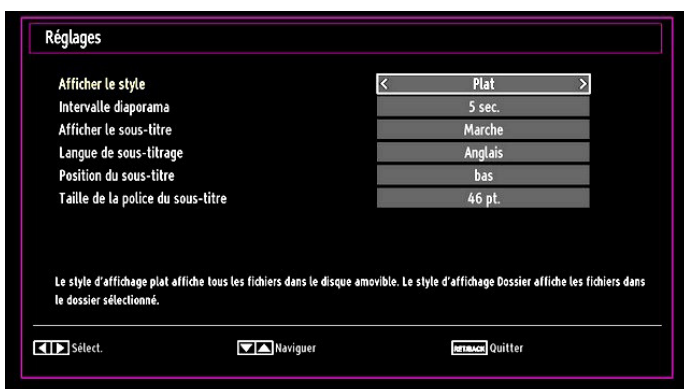 Réglages
Afficher le style < Plat >
Intervalle diaporama 5 sec.
Afficher le sous-titre Marche
Langue de sous-titrage Anglais
Position du sous-titre bas
Taille de la police du sous-titre 46 pt.
Le style d'affichage plat affiche tous les fichiers dans le disque amovible. Le style d'affichage Dossier affiche les fichiers dans
le dossier sélectionné.
Sélect. Naviguer RET/BACK Quitter